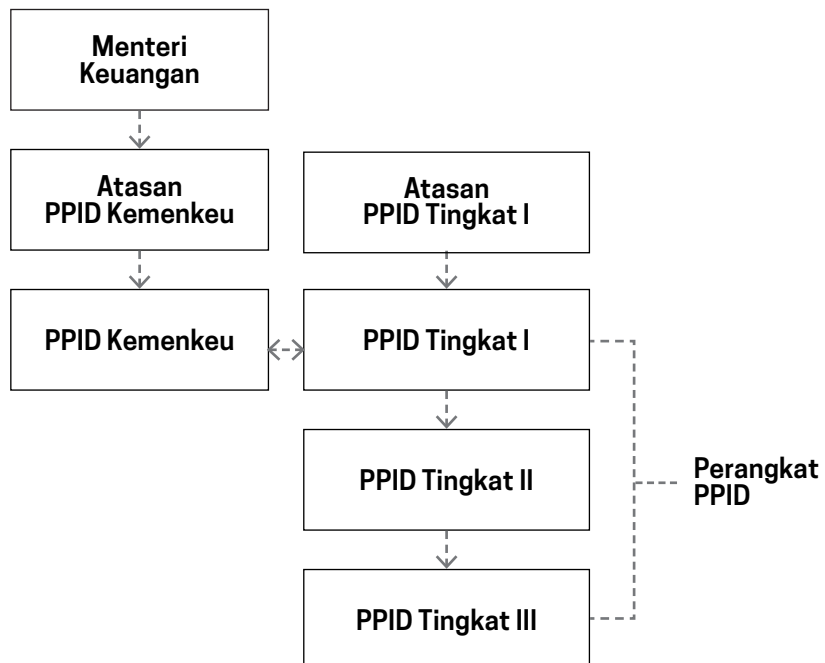 Menteri
Keuangan
Atasan
PPID Kemenkeu
Atasan
PPID Tingkat I
PPID Kemenkeu
PPID Tingkat I
PPID Tingkat II
Perangkat
PPID
PPID Tingkat III